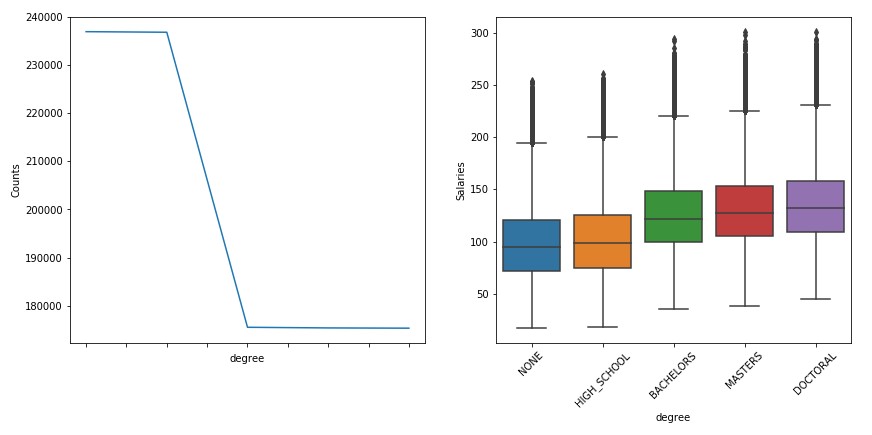 240000
230000
220000
210000
200000
190000
180000
Counts
degree
300
250
200
150
100
50
Salaries
NONE
HIGH_SCHOOL
BACHELORS
MASTERS
DOCTORAL
degree